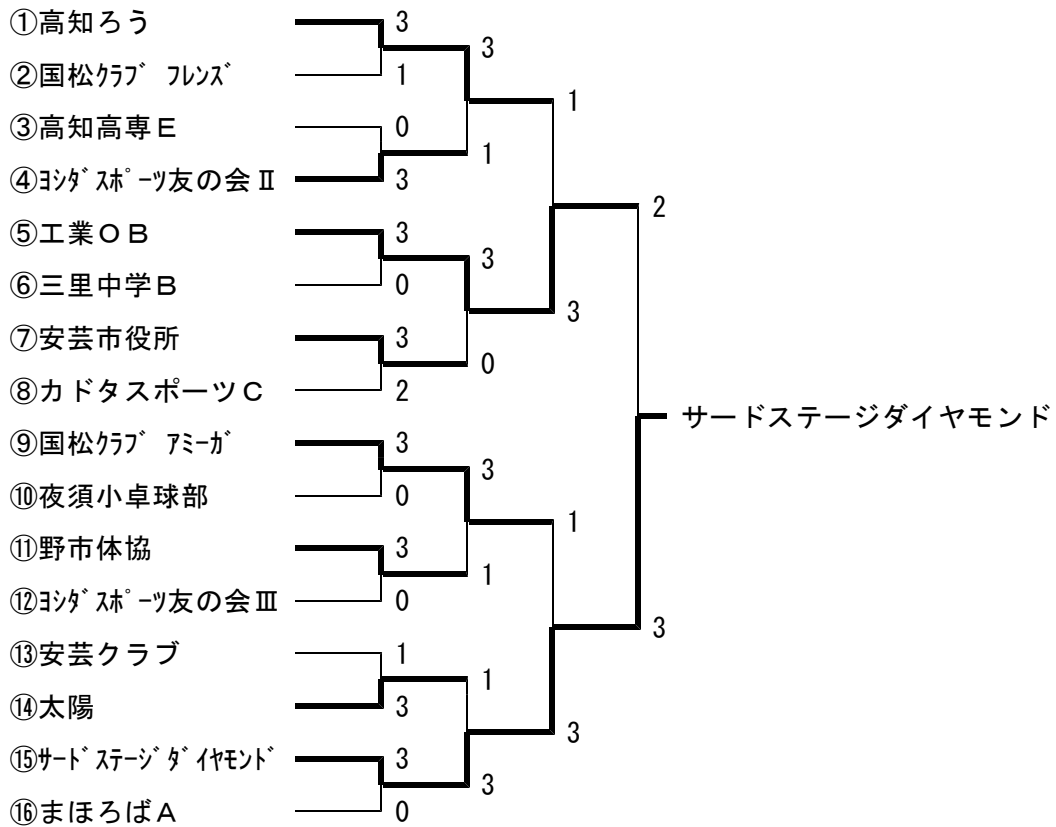 ①高知ろう 3
3
②国松ｸﾗﾌﾞ ﾌﾚﾝｽﾞ 1
1
③高知高専Ｅ 0
1
④ﾖｼﾀﾞｽﾎﾟｰﾂ友の会Ⅱ 3
2
⑤工業ＯＢ 3
3
⑥三里中学Ｂ 0
3
⑦安芸市役所 3
0
⑧カドタスポーツＣ 2
サードステージダイヤモンド
⑨国松ｸﾗﾌﾞ ｱﾐｰｶﾞ 3
3
⑩夜須小卓球部 0
1
⑪野市体協 3
1
⑫ﾖｼﾀﾞｽﾎﾟｰﾂ友の会Ⅲ 0
3
⑬安芸クラブ 1
1
⑭太陽 3
3
⑮ｻｰﾄﾞｽﾃｰｼﾞﾀﾞｲﾔﾓﾝﾄﾞ 3
3
⑯まほろばＡ 0